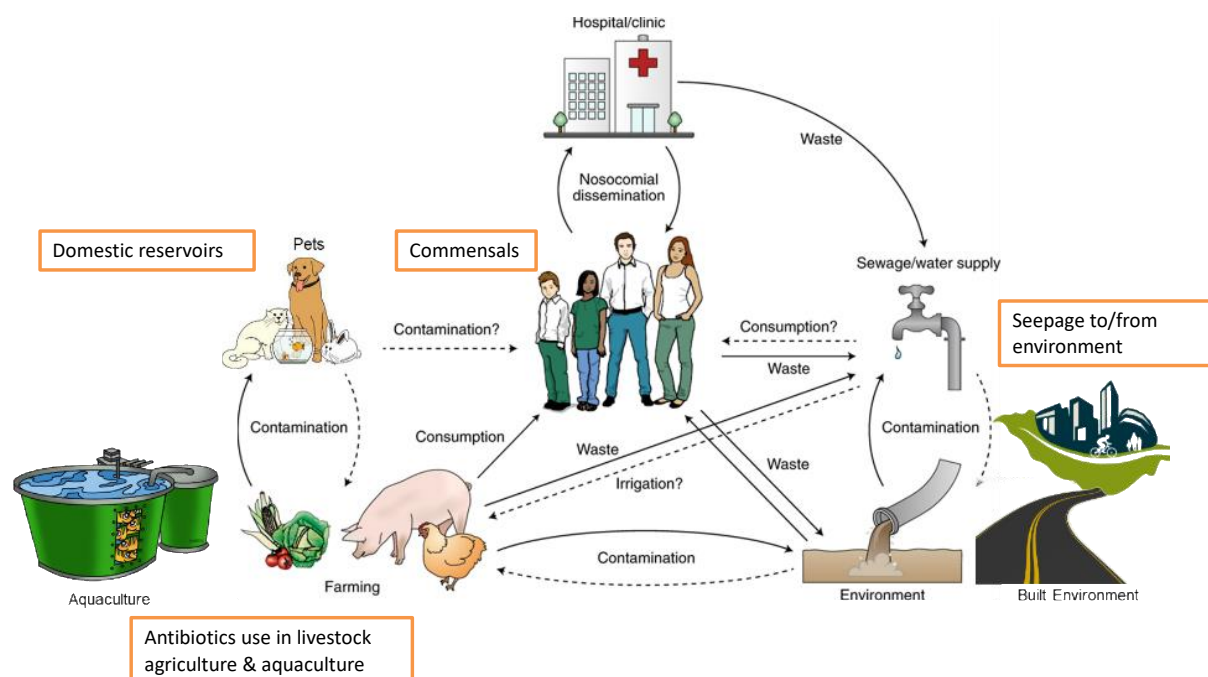 Hospital/clinic
Waste
Nosocomial
dissemination
Domestic reservoirs
Pets
Commensals
Sewage/water supply
Contamination?
Consumption?
Waste
Seepage to/from
environment
Contamination
Consumption
Waste
Irrigation?
Waste
Contamination
Contamination
Aquaculture
Farming
Environment
Built Environment
Antibiotics use in livestock
agriculture & aquaculture